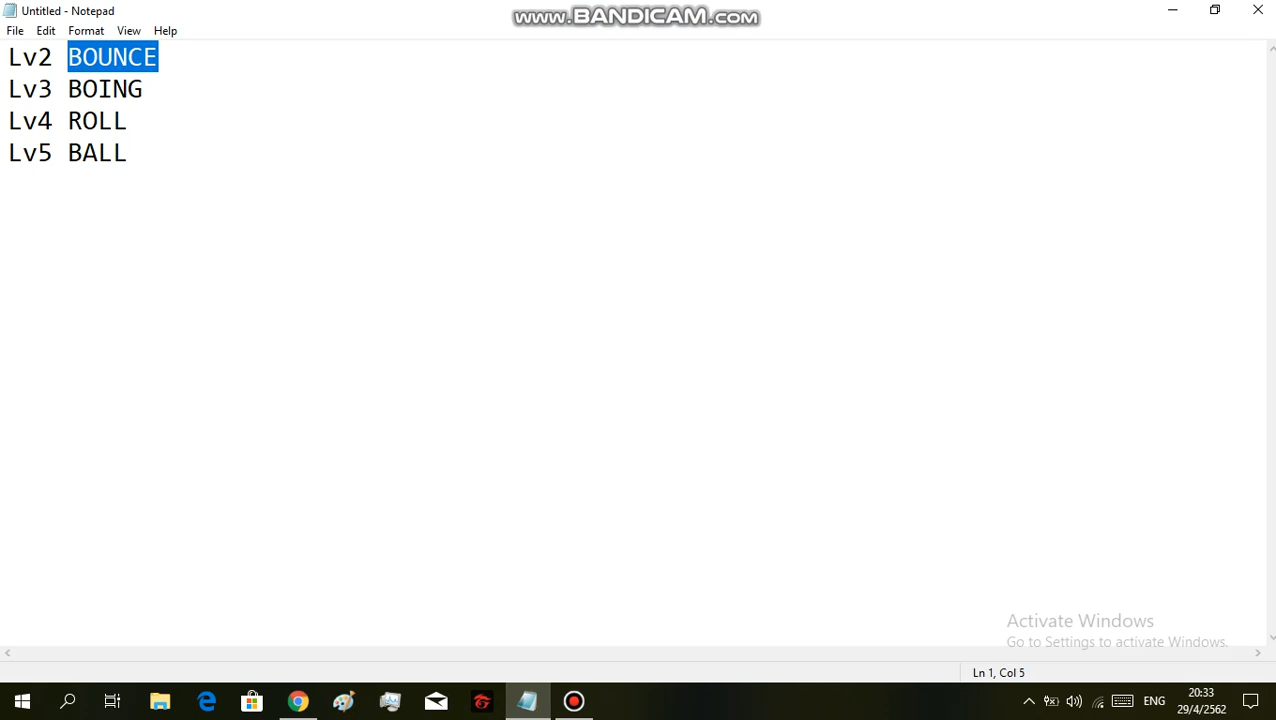 Untitled - Notepad
www.BANDICAM.com
File Edit Format View Help
Lv2 BOUNCE
Lv3 BOING
Lv4 ROLL
Lv5 BALL
Activate Windows
Go to Settings to activate Windows.
Ln 1, Col 5
ENG
20:33
29/4/2562